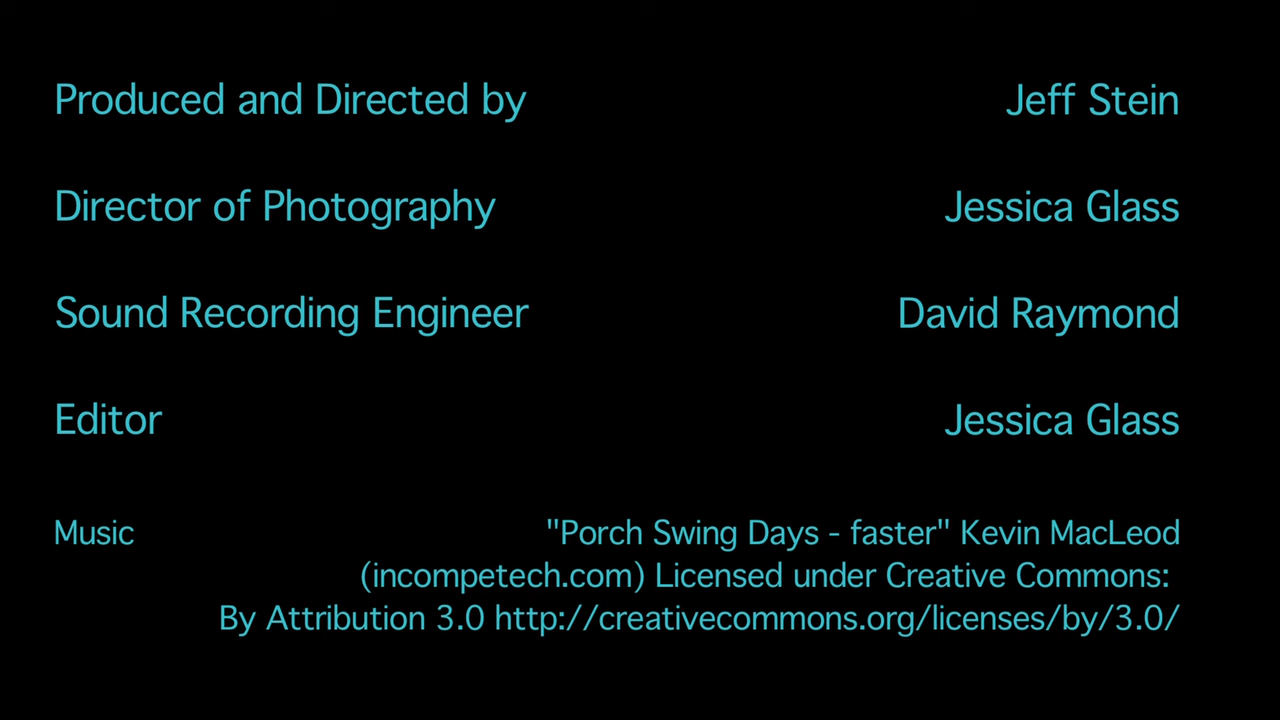 Produced and Directed by Jeff Stein
Director of Photography Jessica Glass
Sound Recording Engineer David Raymond
Editor Jessica Glass
Music "Porch Swing Days - faster" Kevin MacLeod
(incompetech.com) Licensed under Creative Commons:
By Attribution 3.0 http://creativecommons.org/licenses/by/3.0/